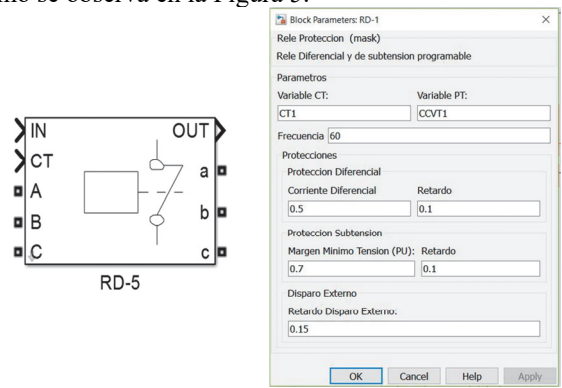 mo se observa en la Figura 5.
IN
OUT
CT
a
A
b
B
C
c
RD-5
Block Parameters: RD-1
Rele Proteccion (mask)
Rele Diferencial y de subtension programable
Parametros
Variable CT:
Variable PT:
CT1
CCVT1
Frecuencia 60
Protecciones
Proteccion Diferencial
Corriente Diferencial
Retardo
0.5
0.1
Proteccion Subtension
Margen Minimo Tension (PU):
Retardo
0.7
0.1
Disparo Externo
Retardo Disparo Externo:
0.15
OK
Cancel
Help
Apply